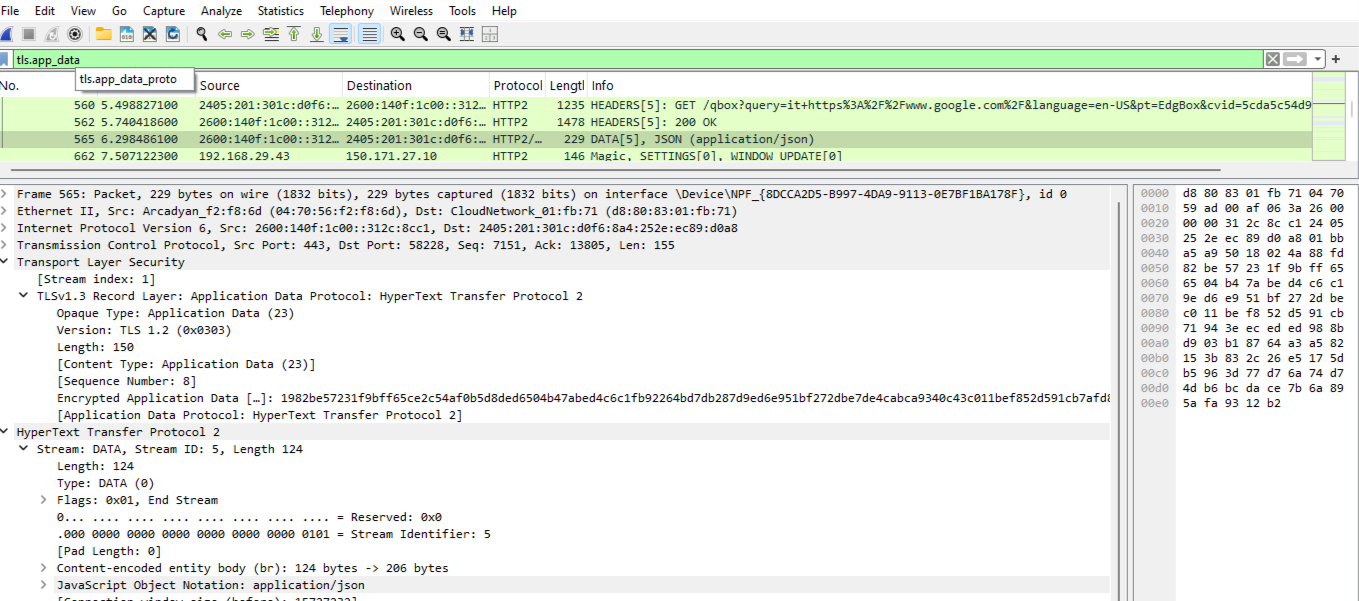 File Edit View Go Capture Analyze Statistics Telephony Wireless Tools Help
tls.app_data
tls.app_data_proto
No. Source Destination Protocol Lengtl Info
560 5.498827100 2405:201:301c:d0f6:… 2600:140f:1c00::312… HTTP2 1235 HEADERS[5]: GET /qbox?query=it+https%3A%2F%2Fwww.google.com%2F&language=en-US&pt=EdgBox&cvid=5cda5c54d9
562 5.740418600 2600:140f:1c00::312… 2405:201:301c:d0f6:… HTTP2 1478 HEADERS[5]: 200 OK
565 6.298486100 2600:140f:1c00::312… 2405:201:301c:d0f6:… HTTP2/… 229 DATA[5], JSON (application/json)
662 7.507122300 192.168.29.43 150.171.27.10 HTTP2 146 Magic, SETTINGS[0], WINDOW_UPDATE[0]
Frame 565: Packet, 229 bytes on wire (1832 bits), 229 bytes captured (1832 bits) on interface \Device\NPF_{8DCCA2D5-B997-4DA9-9113-0E7BF1BA178F}, id 0
Ethernet II, Src: Arcadyan_f2:f8:6d (04:70:56:f2:f8:6d), Dst: CloudNetwork_01:fb:71 (d8:80:83:01:fb:71)
Internet Protocol Version 6, Src: 2600:140f:1c00::312c:8cc1, Dst: 2405:201:301c:d0f6:8a4:252e:ec89:d0a8
Transmission Control Protocol, Src Port: 443, Dst Port: 58228, Seq: 7151, Ack: 13805, Len: 155
Transport Layer Security
[Stream index: 1]
TLSv1.3 Record Layer: Application Data Protocol: HyperText Transfer Protocol 2
Opaque Type: Application Data (23)
Version: TLS 1.2 (0x0303)
Length: 150
[Content Type: Application Data (23)]
[Sequence Number: 8]
Encrypted Application Data […]: 1982be57231f9bff65ce2c54af0b5d8ded6504b47abed4c6c1fb92264bd7db287d9ed6e951bf272dbe7de4cabca9340c43c011bef852d591cb7afd8
[Application Data Protocol: HyperText Transfer Protocol 2]
HyperText Transfer Protocol 2
Stream: DATA, Stream ID: 5, Length 124
Length: 124
Type: DATA (0)
Flags: 0x01, End Stream
0... .... .... .... .... .... .... .... = Reserved: 0x0
.000 0000 0000 0000 0000 0000 0000 0101 = Stream Identifier: 5
[Pad Length: 0]
Content-encoded entity body (br): 124 bytes -> 206 bytes
JavaScript Object Notation: application/json
[Connection window size (before): 15727232]
0000 d8 80 83 01 fb 71 04 70
0010 59 ad 00 af 06 3a 26 00
0020 00 00 31 2c 8c c1 24 05
0030 25 2e ec 89 d0 a8 01 bb
0040 a5 a9 50 18 02 4a 88 fd
0050 82 be 57 23 1f 9b ff 65
0060 65 04 b4 7a be d4 c6 c1
0070 9e d6 e9 51 bf 27 2d be
0080 c0 11 be f8 52 d5 91 cb
0090 71 94 3e ec ed ed 98 8b
00a0 d9 03 b1 87 64 a3 a5 82
00b0 15 3b 83 2c 26 e5 17 5d
00c0 b5 96 3d 77 d7 6a 74 d7
00d0 4d b6 bc da ce 7b 6a 89
00e0 5a fa 93 12 b2